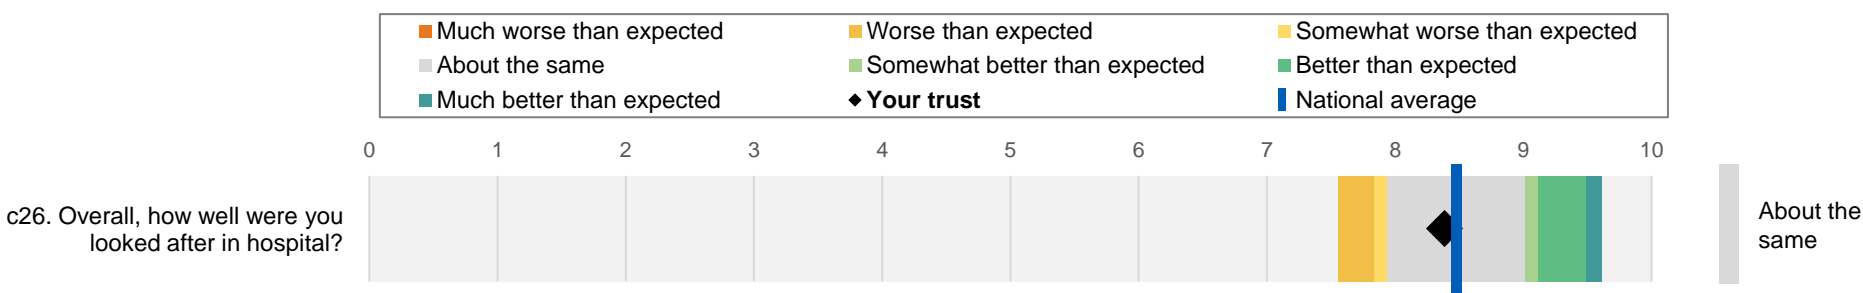 Much worse than expected
Worse than expected
Somewhat worse than expected
About the same
Somewhat better than expected
Better than expected
Much better than expected
Your trust
National average
0 1 2 3 4 5 6 7 8 9 10
c26. Overall, how well were you
looked after in hospital?
About the
same